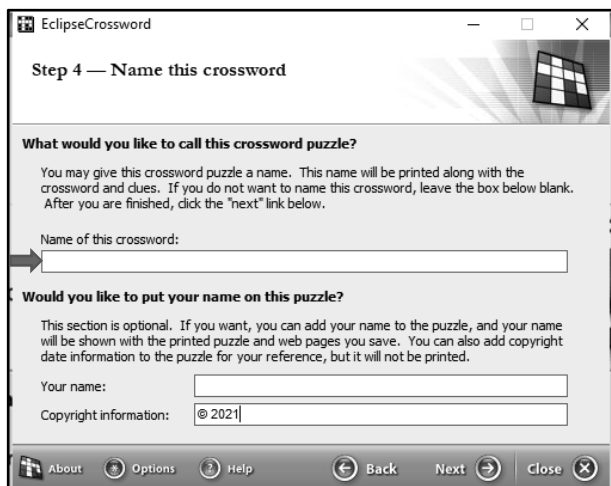 EclipseCrossword
Step 4 — Name this crossword
What would you like to call this crossword puzzle?
You may give this crossword puzzle a name. This name will be printed along with the
crossword and clues. If you do not want to name this crossword, leave the box below blank.
After you are finished, click the "next" link below.
Name of this crossword:
Would you like to put your name on this puzzle?
This section is optional. If you want, you can add your name to the puzzle, and your name
will be shown with the printed puzzle and web pages you save. You can also add copyright
date information to the puzzle for your reference, but it will not be printed.
Your name:
Copyright information: © 2021
About Options ? Help Back Next Close